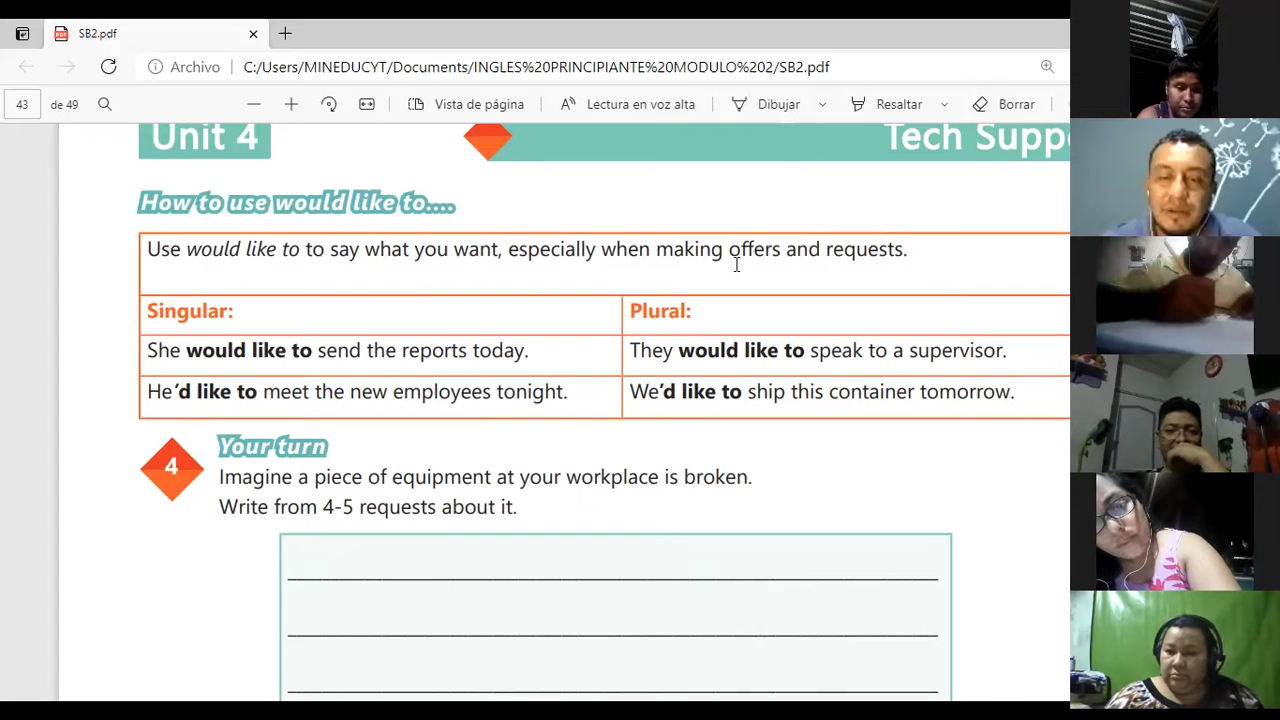 SB2.pdf
Archivo C:/Users/MINEDUCYT/Documents/INGLES%20PRINCIPIANTE%20MODULO%202/SB2.pdf
43 de 49 Vista de página Lectura en voz alta Dibujar Resaltar Borrar
Unit 4 Tech Suppo
How to use would like to....
Use would like to to say what you want, especially when making offers and requests.
Singular: Plural:
She would like to send the reports today. They would like to speak to a supervisor.
He'd like to meet the new employees tonight. We'd like to ship this container tomorrow.
4 Your turn
Imagine a piece of equipment at your workplace is broken.
Write from 4-5 requests about it.